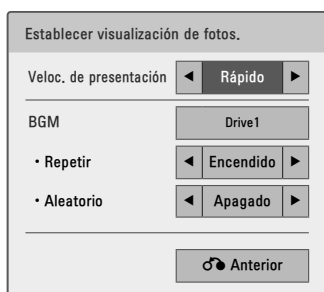 Establecer visualización de fotos.
Veloc. de presentación ◄ Rápido ►
BGM Drive1
• Repetir ◄ Encendido ►
• Aleatorio ◄ Apagado ►
Anterior